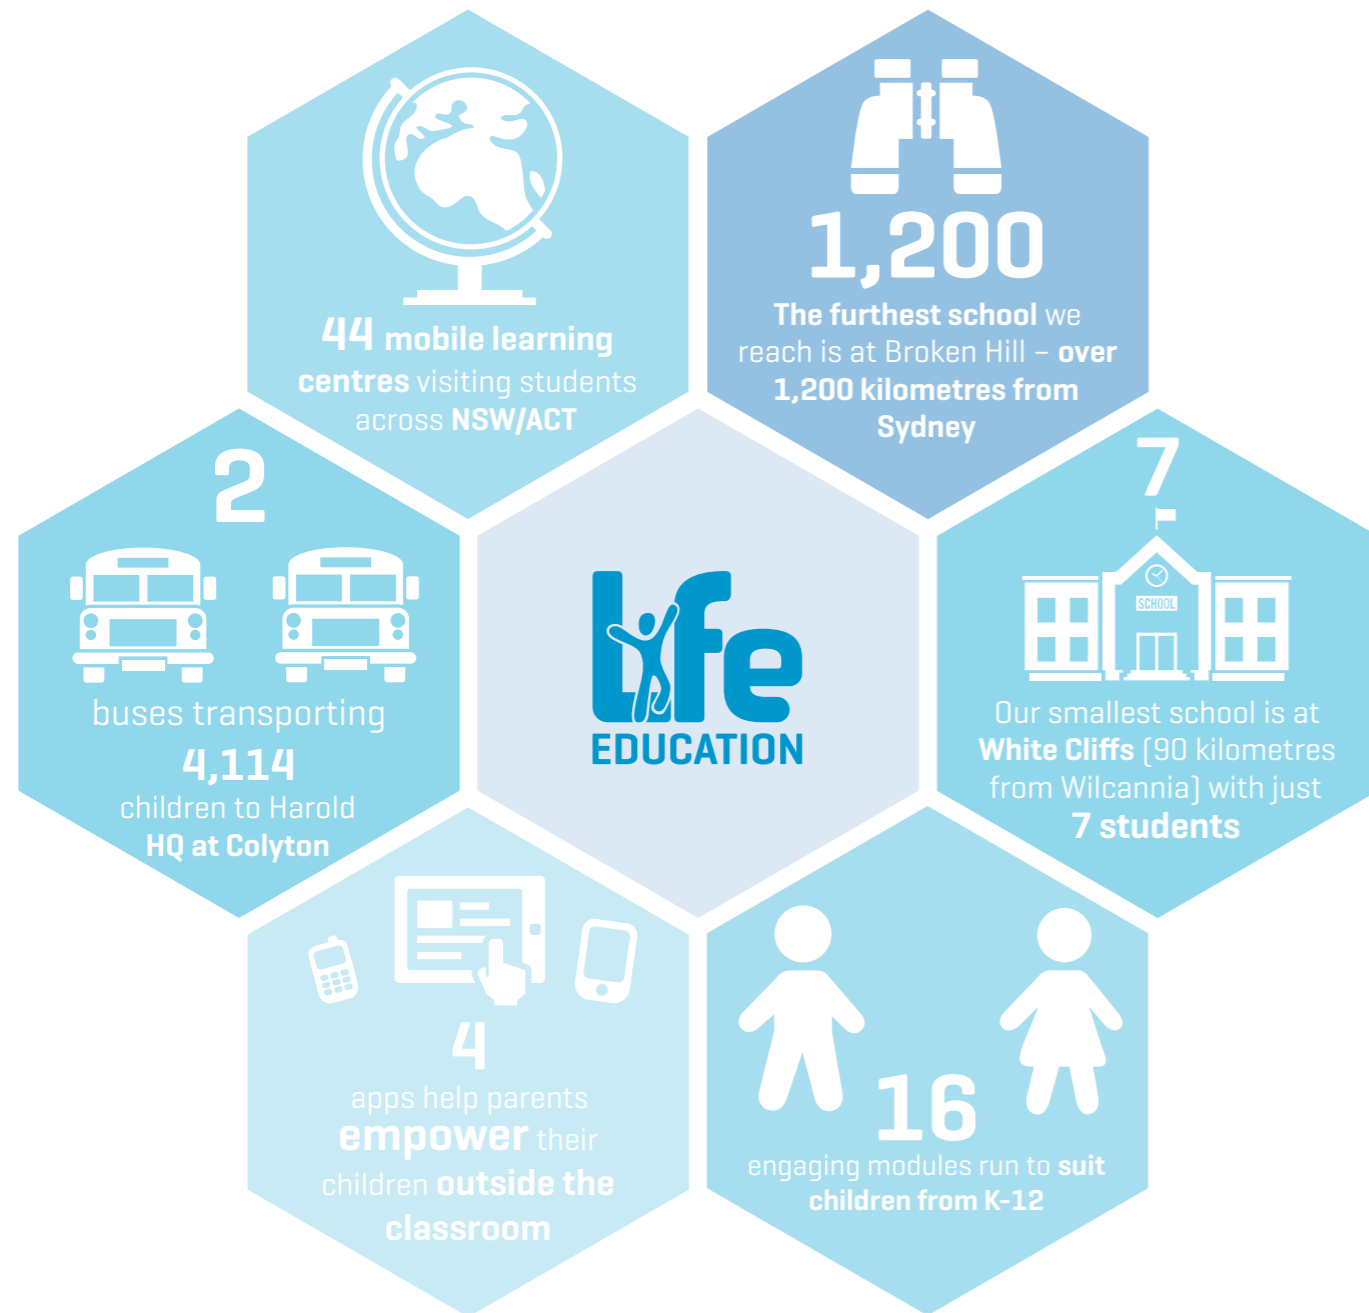 44 mobile learning
centres visiting students
across NSW/ACT
1,200
The furthest school we
reach is at Broken Hill – over
1,200 kilometres from
Sydney
2
buses transporting
4,114
children to Harold
HQ at Colyton
Life
EDUCATION
7
SCHOOL
Our smallest school is at
White Cliffs (90 kilometres
from Wilcannia) with just
7 students
4
apps help parents
empower their
children outside the
classroom
16
engaging modules run to suit
children from K-12